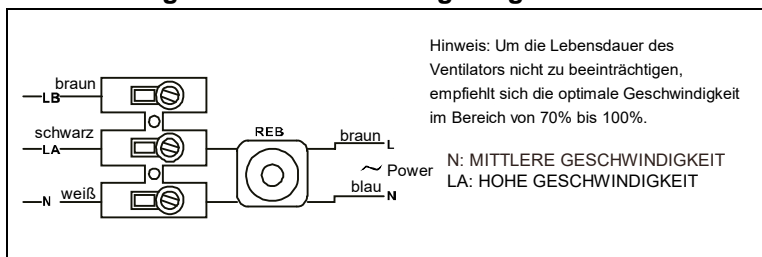 braun
LB
schwarz
LA
N weiß
REB
braun L
~ Power
blau N
Hinweis: Um die Lebensdauer des
Ventilators nicht zu beeinträchtigen,
empfiehlt sich die optimale Geschwindigkeit
im Bereich von 70% bis 100%.
N: MITTLERE GESCHWINDIGKEIT
LA: HOHE GESCHWINDIGKEIT